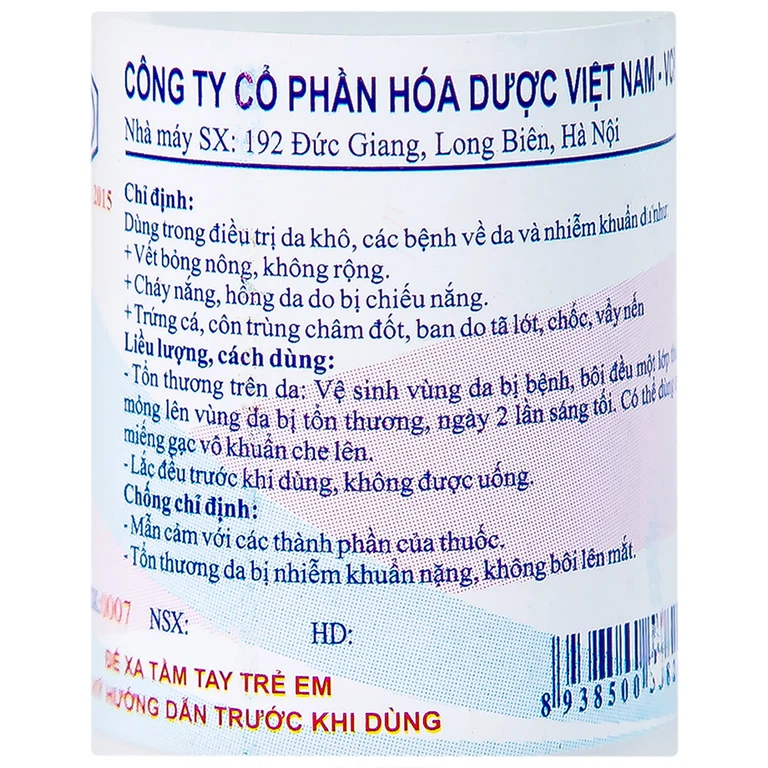 CÔNG TY CỔ PHẦN HÓA DƯỢC VIỆT NAM -
Nhà máy SX: 192 Đức Giang, Long Biên, Hà Nội
2015
Chỉ định:
Dùng trong điều trị da khô, các bệnh về da và nhiễm khuẩn da như:
+Vết bỏng nông, không rộng.
+Cháy nắng, hồng da do bị chiếu nắng.
+Trứng cá, côn trùng châm đốt, ban do tã lót, chốc, vảy nến
Liều lượng, cách dùng:
-Tổn thương trên da: Vệ sinh vùng da bị bệnh, bôi đều một lớp
mỏng lên vùng da bị tổn thương, ngày 2 lần sáng tối. Có thể dùng
miếng gạc vô khuẩn che lên.
-Lắc đều trước khi dùng, không được uống.
Chống chỉ định:
-Mẫn cảm với các thành phần của thuốc.
-Tổn thương da bị nhiễm khuẩn nặng, không bôi lên mắt.
0007 NSX: HD:
ĐỂ XA TẦM TAY TRẺ EM
HƯỚNG DẪN TRƯỚC KHI DÙNG
8 938500